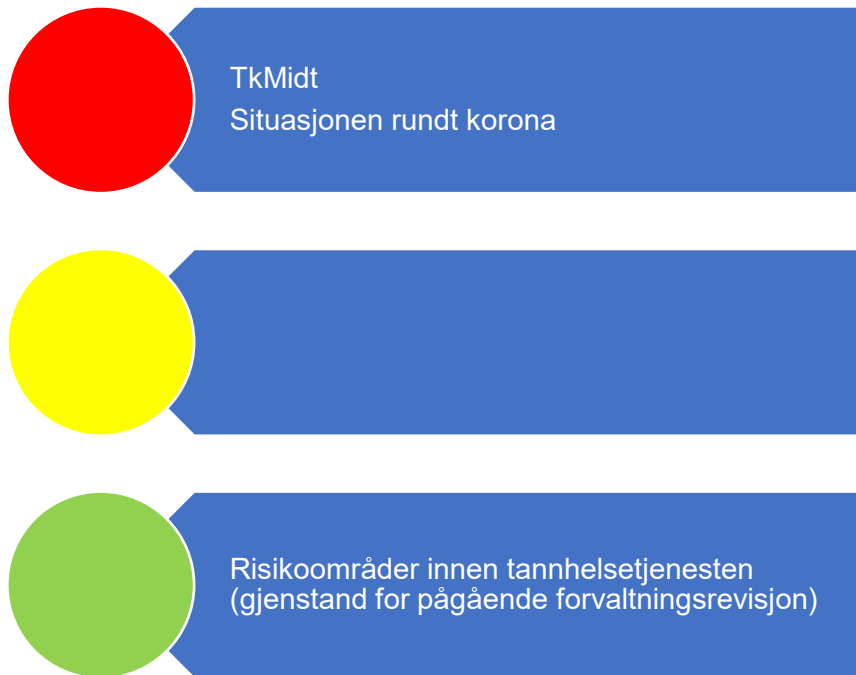 TkMidt
Situasjonen rundt korona
Risikoområder innen tannhelsetjenesten
(gjenstand for pågående forvaltningsrevisjon)